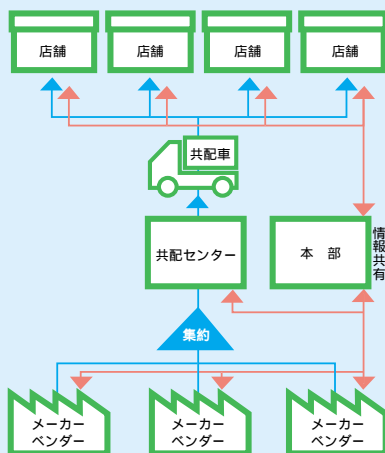 店舗
店舗
店舗
店舗
共配車
共配センター
本 部
情報共有
集約
メーカー
ベンダー
メーカー
ベンダー
メーカー
ベンダー